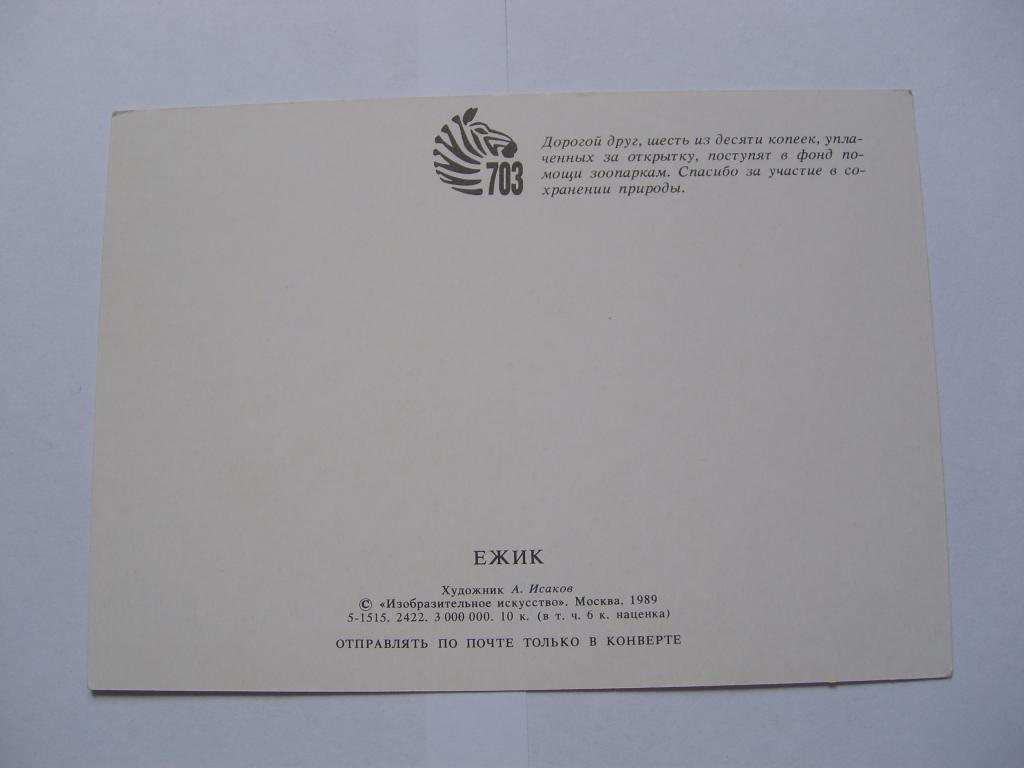 703
Дорогой друг, шесть из десяти копеек, упла-
ченных за открытку, поступят в фонд по-
мощи зоопаркам. Спасибо за участие в со-
хранении природы.
ЕЖИК
Художник А. Исаков
© «Изобразительное искусство». Москва. 1989
5-1515. 2422. 3 000 000. 10 к. (в т. ч. 6 к. наценка)
ОТПРАВЛЯТЬ ПО ПОЧТЕ ТОЛЬКО В КОНВЕРТЕ